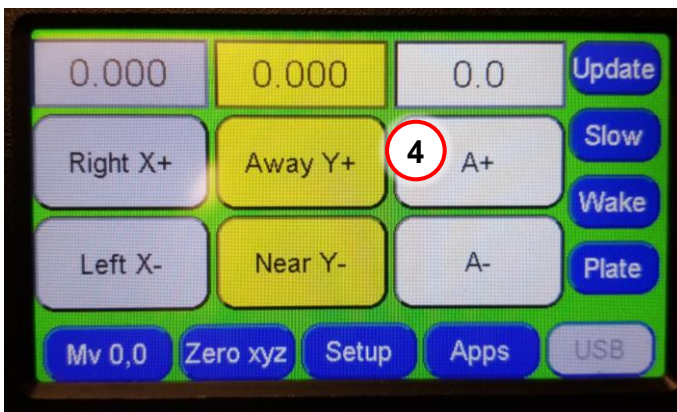 0.000 0.000 0.0 Update
Right X+ Away Y+ 4 A+ Slow
Wake
Left X- Near Y- A- Plate
Mv 0,0 Zero xyz Setup Apps USB